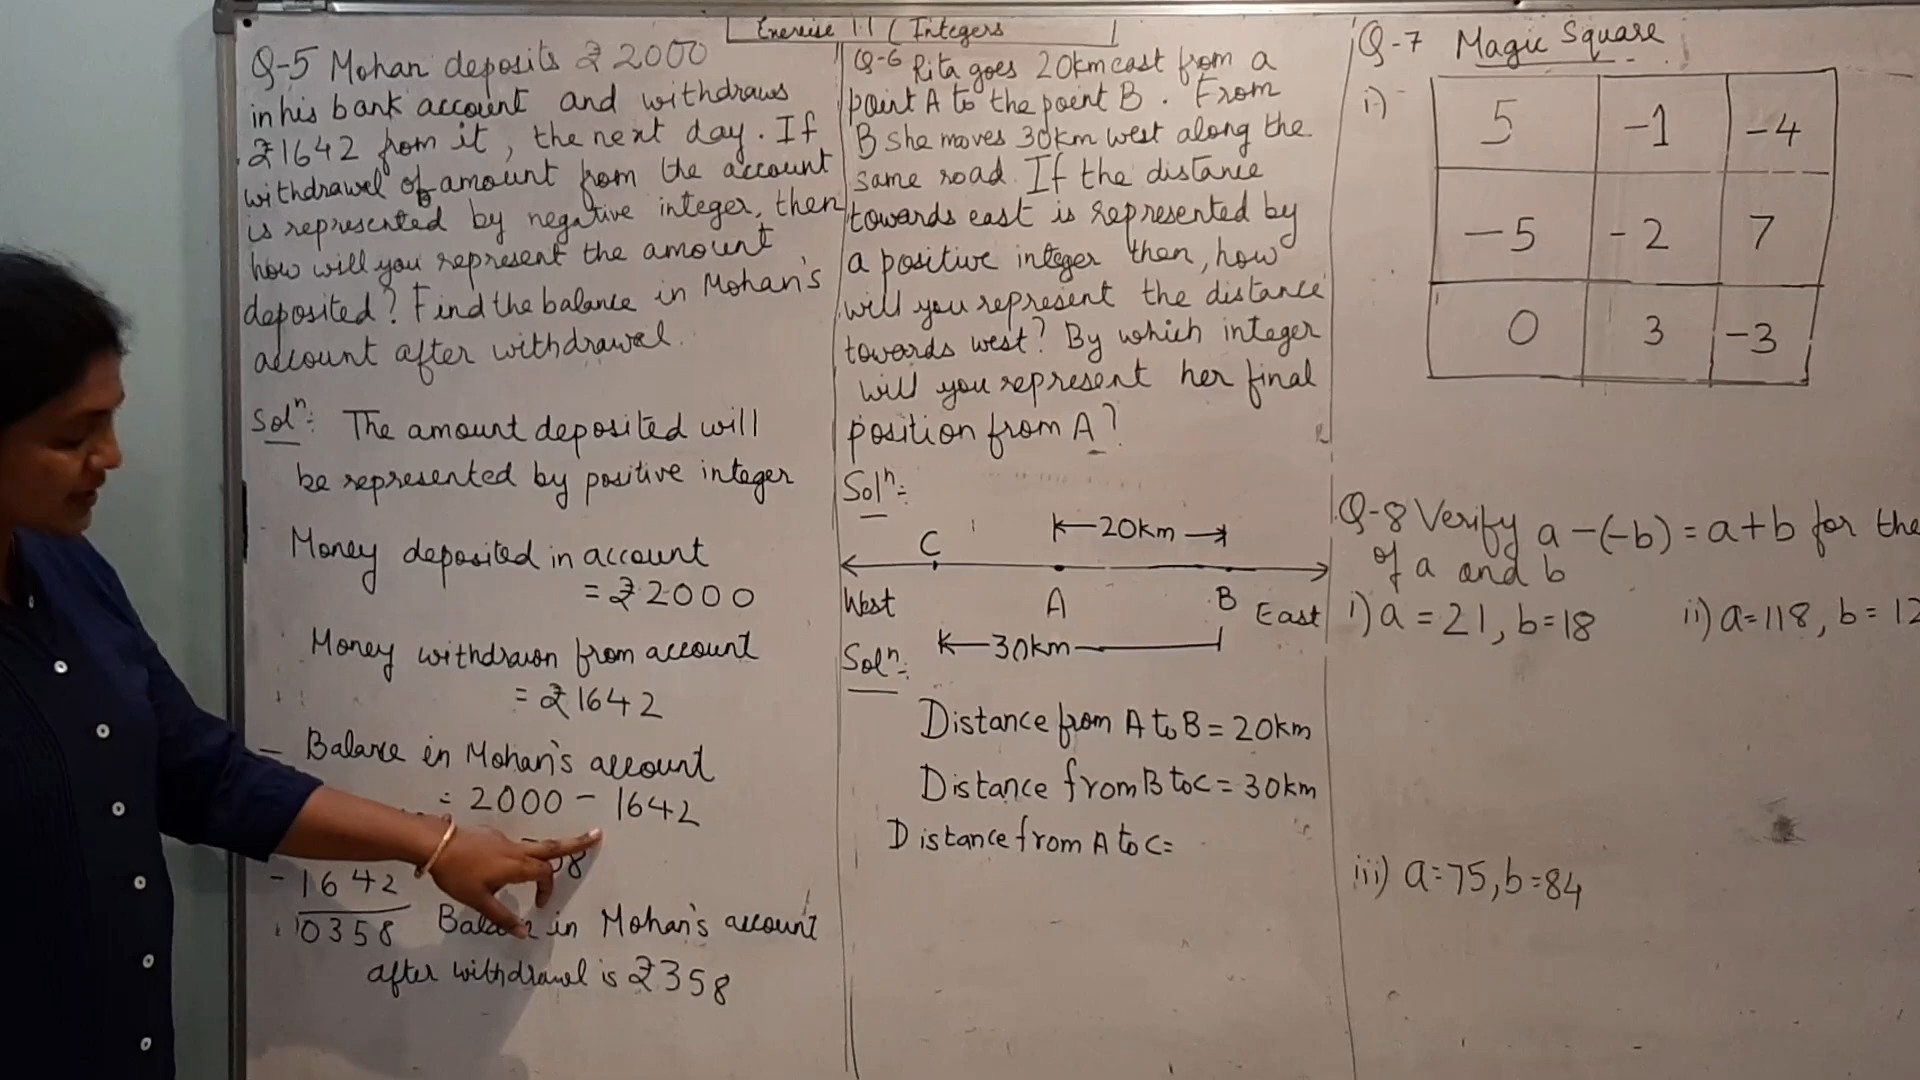 Exercise 1.1 ( Integers
Q-5 Mohan deposits ₹ 2000
in his bank account and withdraws
₹1642 from it, the next day. If
withdrawel of amount from the account
is represented by negative integer, then
how will you represent the amount
deposited? Find the balance in Mohan's
account after withdrawel.
Solⁿ:- The amount deposited will
be represented by positive integer
Money deposited in account
= ₹2000
Money withdrawn from account
= ₹1642
- Balance in Mohan's account
= 2000 - 1642
58
- 1642
0358
Balan in Mohan's account
after withdrawel is ₹358
Q-6 Rita goes 20km east from a
point A to the point B. From
B she moves 30km west along the
same road. If the distance
towards east is represented by
a positive integer then, how
will you represent the distance
towards west? By which integer
will you represent her final
position from A?
Solⁿ:-
20km
C
West A B East
30km
Solⁿ:-
Distance from A to B = 20km
Distance from B to C = 30km
Distance from A to C=
Q-7 Magic Square
i)
5 -1 -4
-5 -2 7
0 3 -3
Q-8 Verify a-(-b)=a+b for the
of a and b
i) a = 21, b=18 ii) a=118, b= 12
iii) a=75, b=84